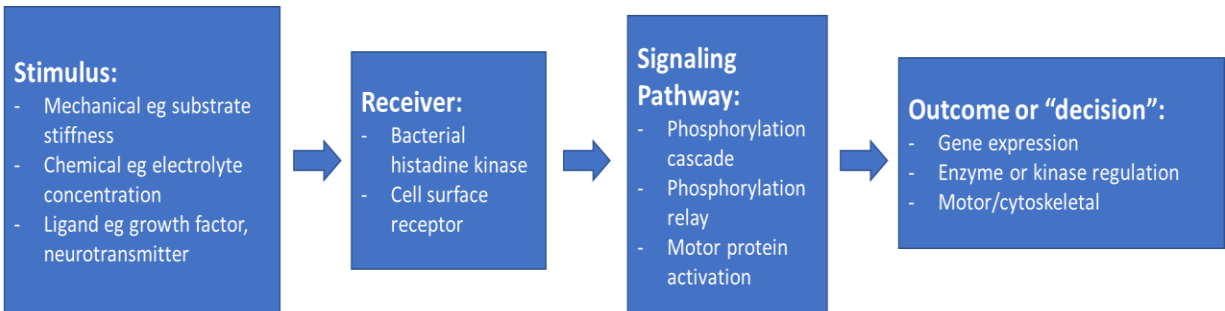 Stimulus:
- Mechanical eg substrate
stiffness
- Chemical eg electrolyte
concentration
- Ligand eg growth factor,
neurotransmitter
Receiver:
- Bacterial
histadine kinase
- Cell surface
receptor
Signaling
Pathway:
- Phosphorylation
cascade
- Phosphorylation
relay
- Motor protein
activation
Outcome or “decision”:
- Gene expression
- Enzyme or kinase regulation
- Motor/cytoskeletal